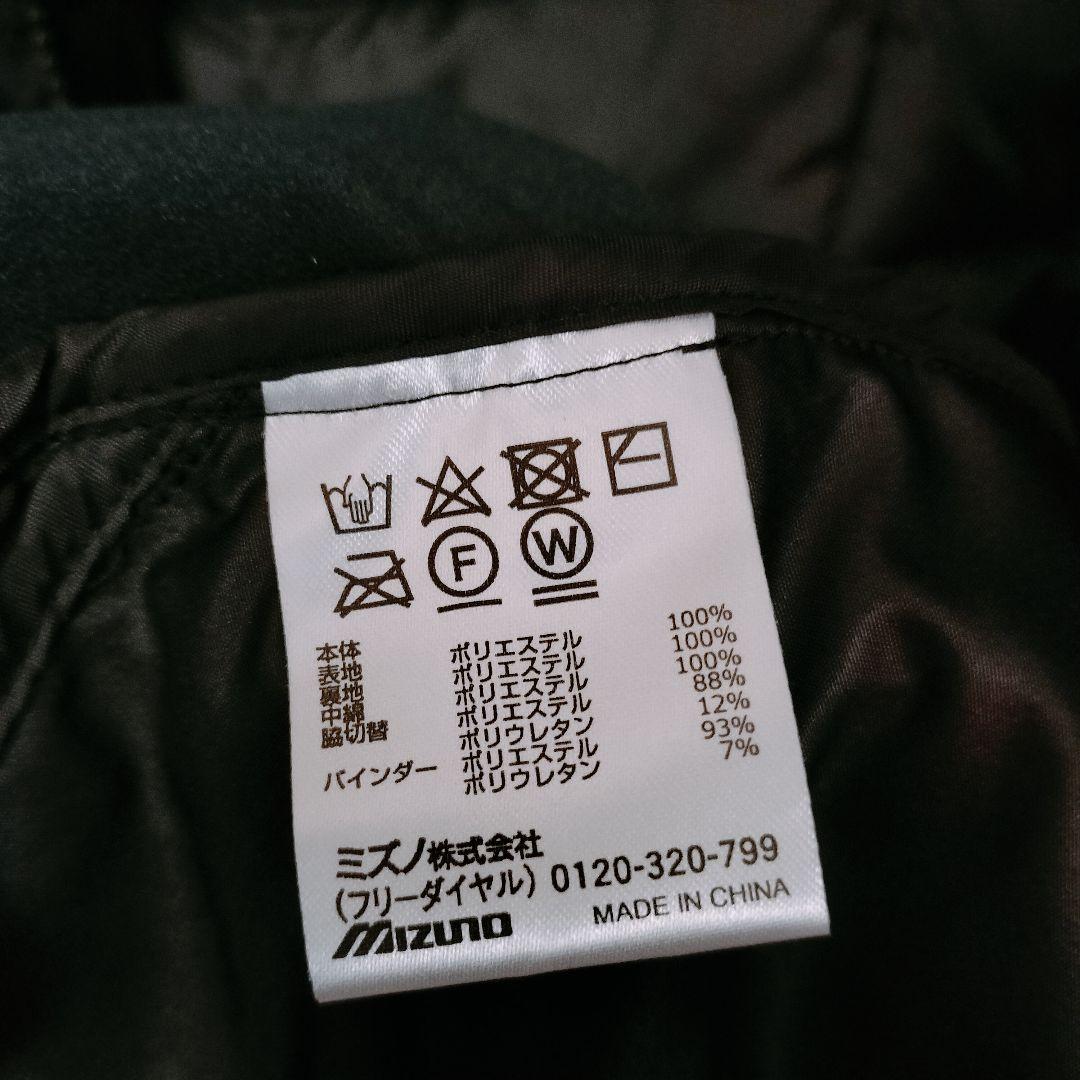 F W
本体
表地 ポリエステル 100%
裏地 ポリエステル 100%
中綿 ポリエステル 100%
脇切替 ポリエステル 88%
ポリウレタン 12%
バインダー ポリエステル 93%
ポリウレタン 7%
ミズノ株式会社
(フリーダイヤル) 0120-320-799
MIZUNO MADE IN CHINA